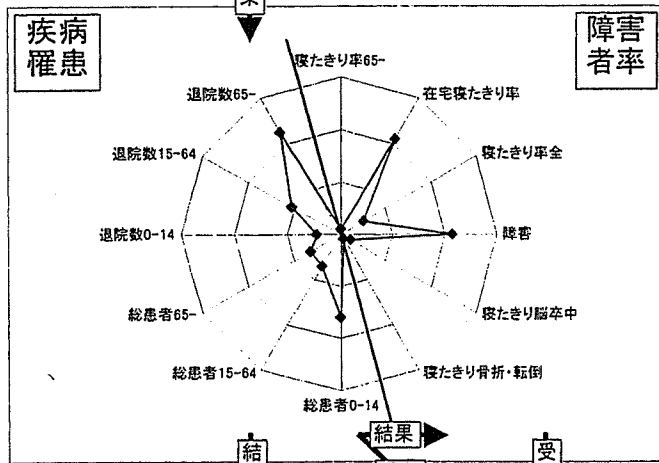 疾病
罹患
障害
者率
寝たきり率65-
退院数65-
在宅寝たきり率
退院数15-64
寝たきり率全
退院数0-14
障害
総患者65-
寝たきり脳卒中
総患者15-64
寝たきり骨折・転倒
総患者0-14
結果
結
受